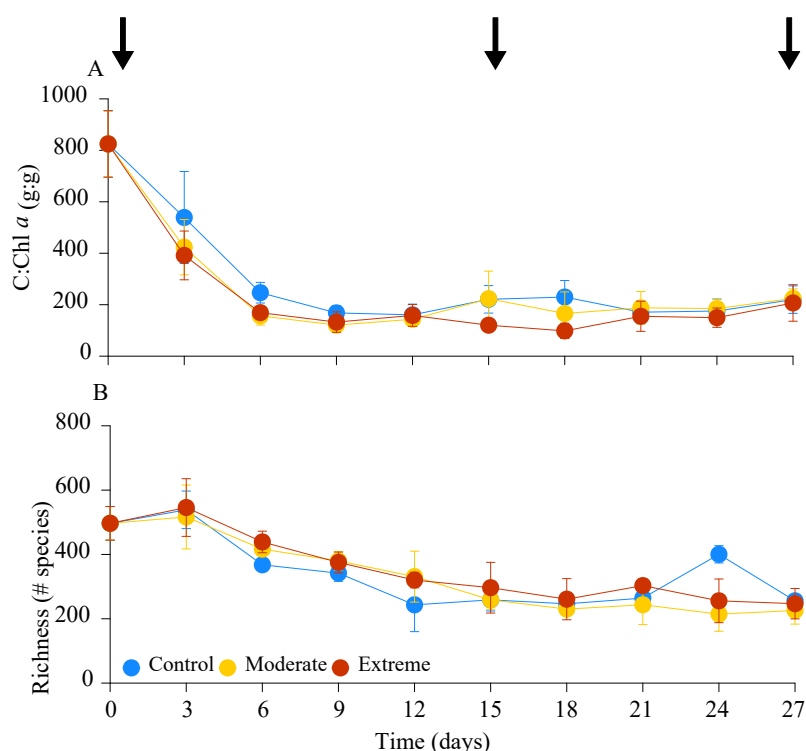 A
1000
800
600
400
200
0
C:Chl a (g:g)
B
800
600
400
200
0
Richness (# species)
Control Moderate Extreme
0 3 6 9 12 15 18 21 24 27
Time (days)